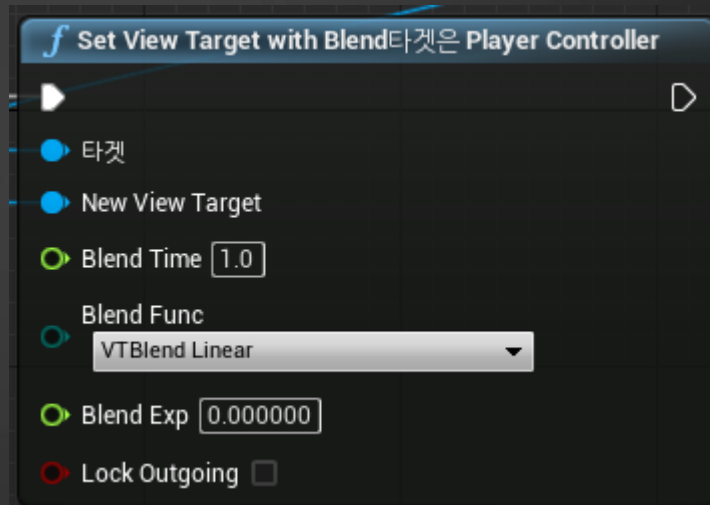 f Set View Target with Blend타겟은 Player Controller
타겟
New View Target
Blend Time 1.0
Blend Func
VTBlend Linear
Blend Exp 0.000000
Lock Outgoing